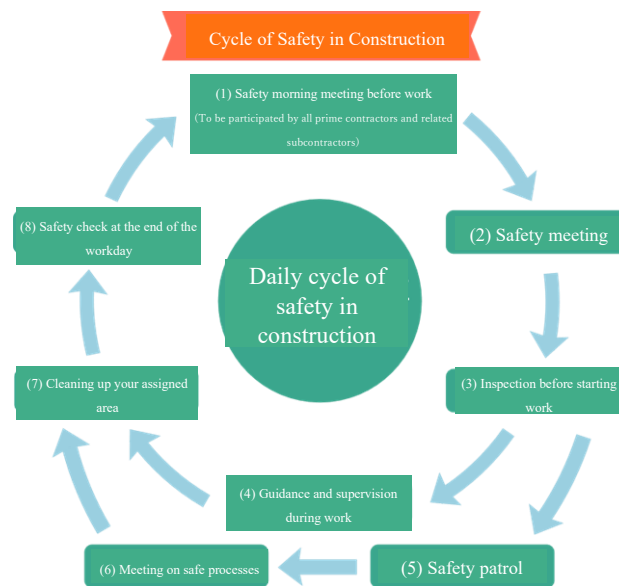 Cycle of Safety in Construction
(1) Safety morning meeting before work
(To be participated by all prime contractors and related
subcontractors)
(2) Safety meeting
(3) Inspection before starting
work
(4) Guidance and supervision
during work
(5) Safety patrol
(6) Meeting on safe processes
(7) Cleaning up your assigned
area
(8) Safety check at the end of the
workday
Daily cycle of
safety in
construction